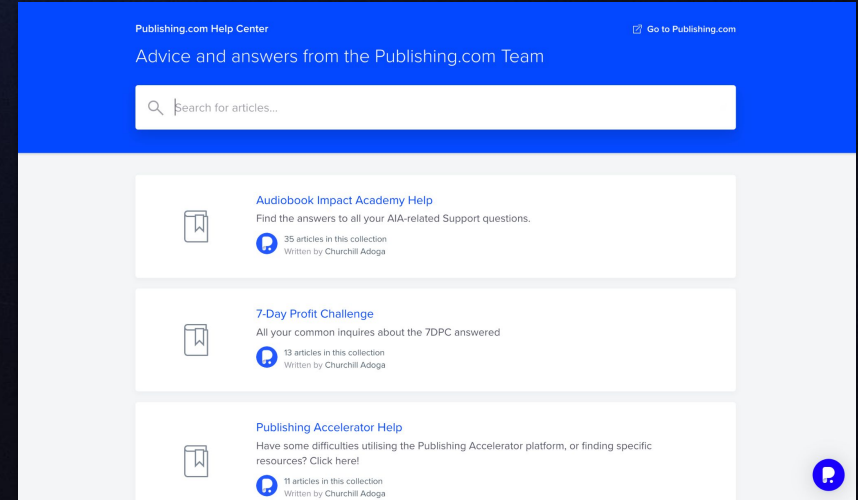 Publishing.com Help Center
Go to Publishing.com
Advice and answers from the Publishing.com Team
Search for articles...
Audiobook Impact Academy Help
Find the answers to all your AIA-related Support questions.
35 articles in this collection
Written by Churchill Adoga
7-Day Profit Challenge
All your common inquires about the 7DPC answered
13 articles in this collection
Written by Churchill Adoga
Publishing Accelerator Help
Have some difficulties utilising the Publishing Accelerator platform, or finding specific
resources? Click here!
11 articles in this collection
Written by Churchill Adoga